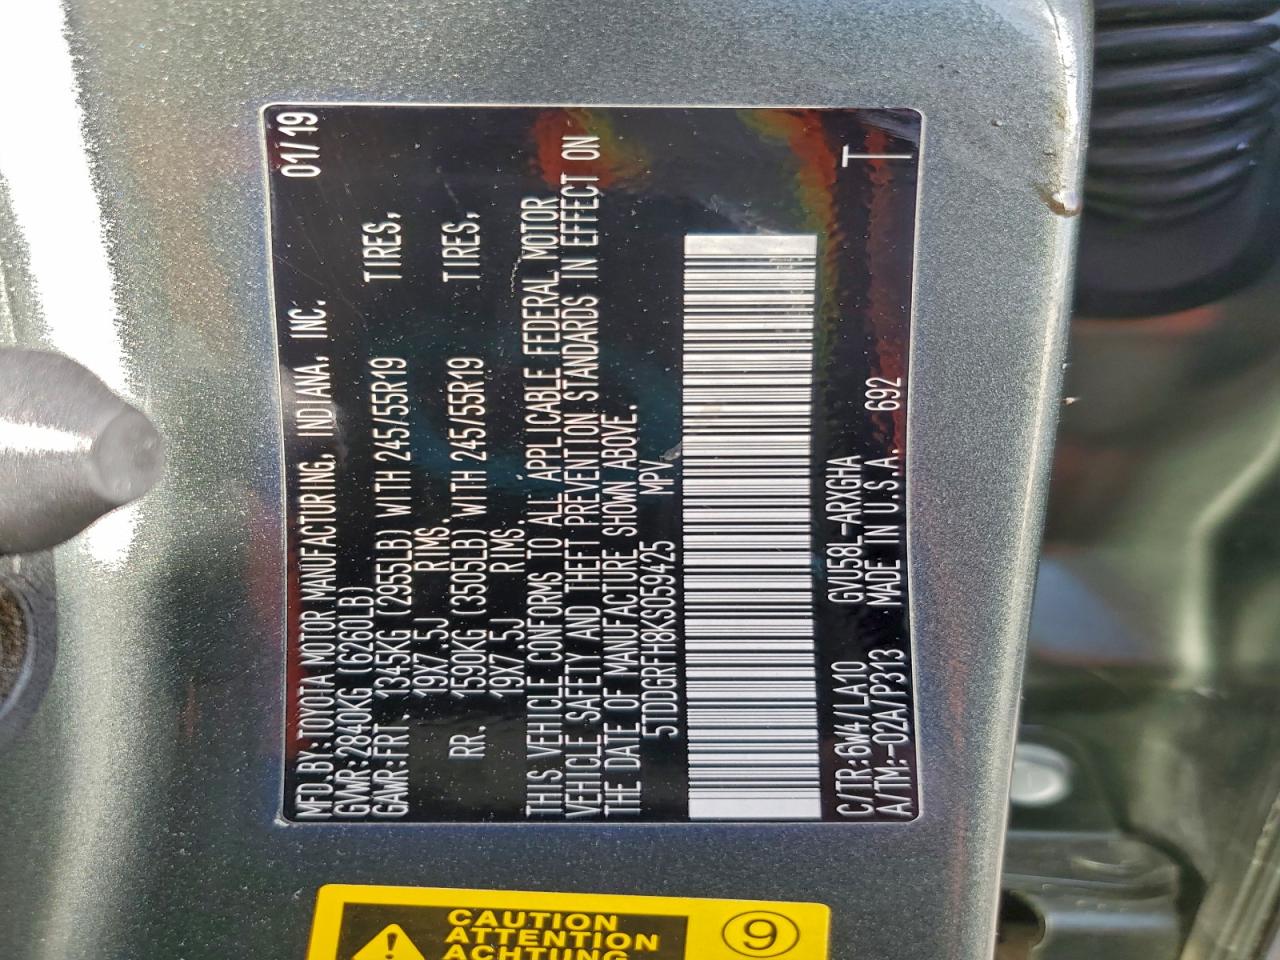 MFD.BY:TOYOTA MOTOR MANUFACTURING, INDIANA, INC. 01/19
GVWR:2840KG (6260LB)
GAWR:FRT. 1345KG (2955LB) WITH 245/55R19 TIRES,
19X7.5J RIMS.
RR. 1590KG (3505LB) WITH 245/55R19 TIRES,
19X7.5J RIMS.
THIS VEHICLE CONFORMS TO ALL APPLICABLE FEDERAL MOTOR
VEHICLE SAFETY AND THEFT PREVENTION STANDARDS IN EFFECT ON
THE DATE OF MANUFACTURE SHOWN ABOVE.
5TDDGRFH8KS059425 MPV
C/TR:6W4/LA10 GVU58L-ARXGHA
A/TM:-02A/P313 MADE IN U.S.A. 692
T
CAUTION
ATTENTION
ACHTUNG
9